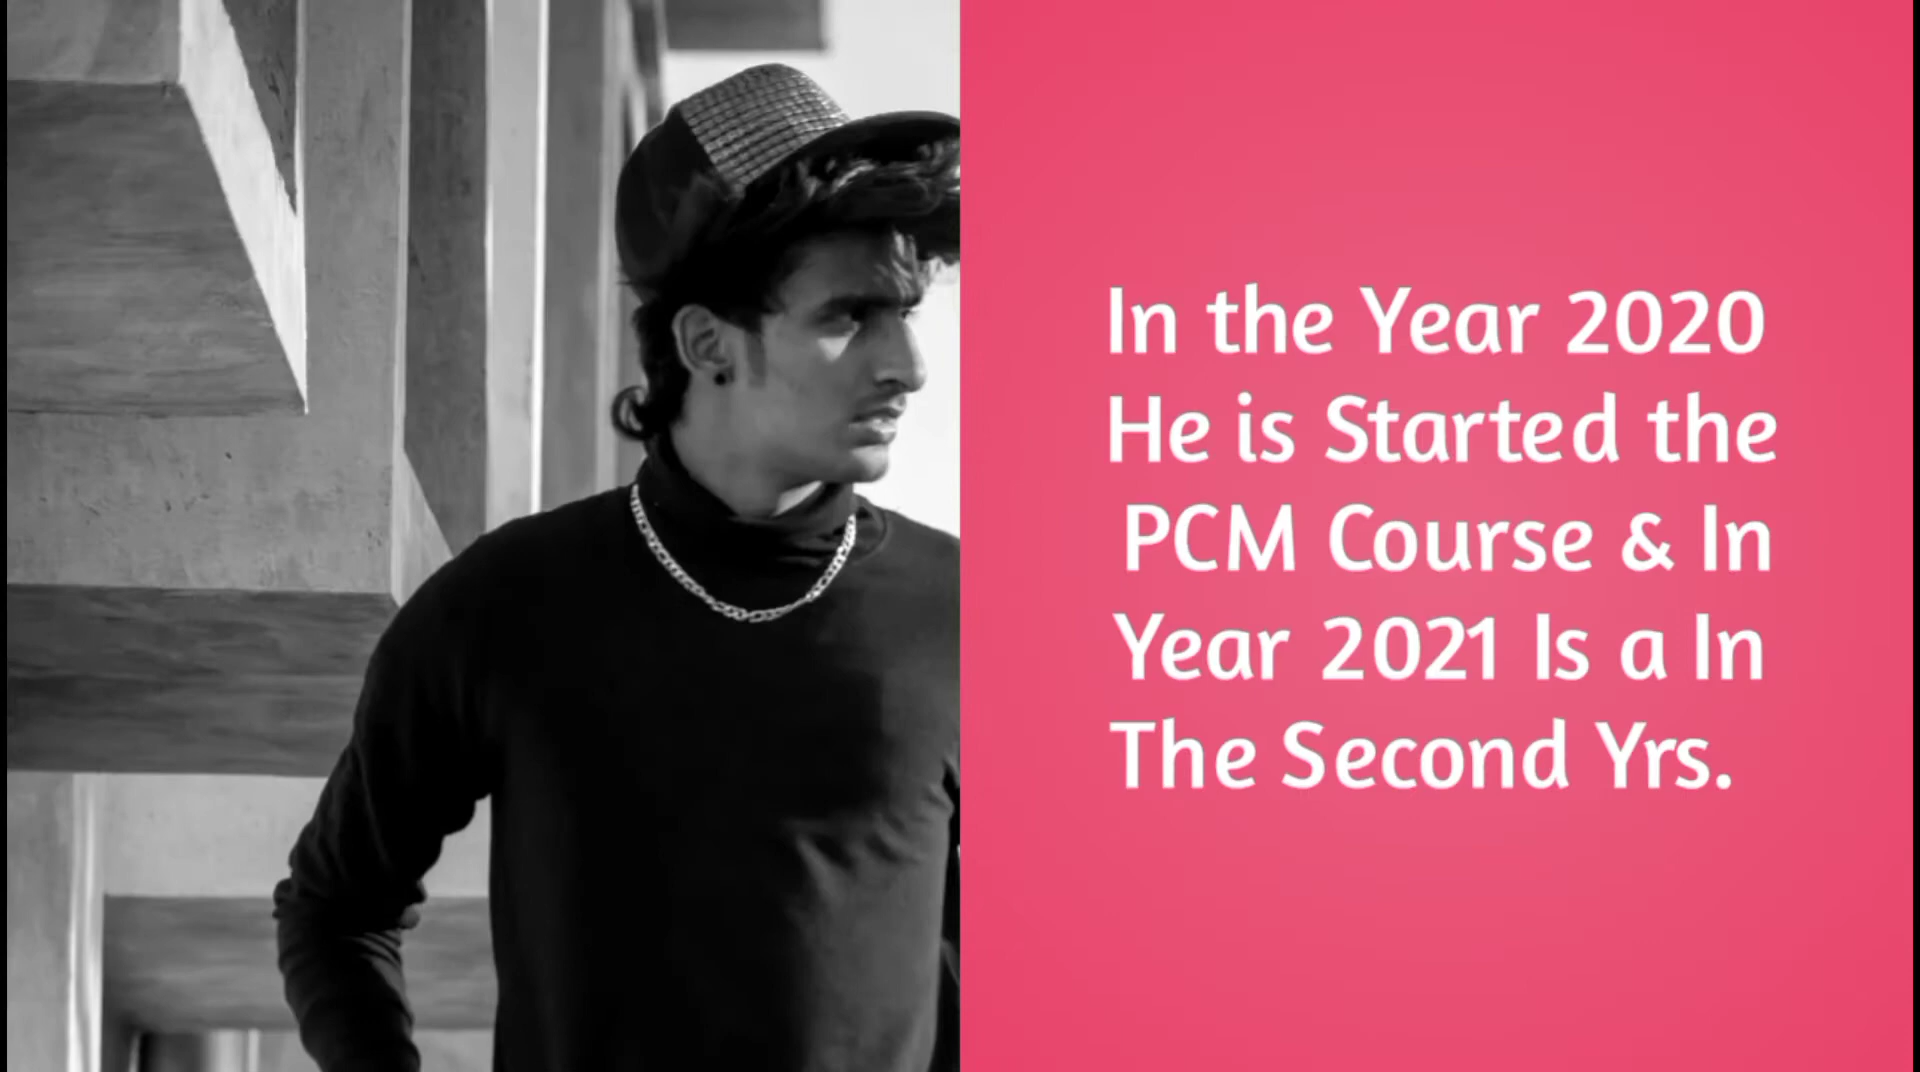 In the Year 2020
He is Started the
PCM Course & In
Year 2021 Is a In
The Second Yrs.